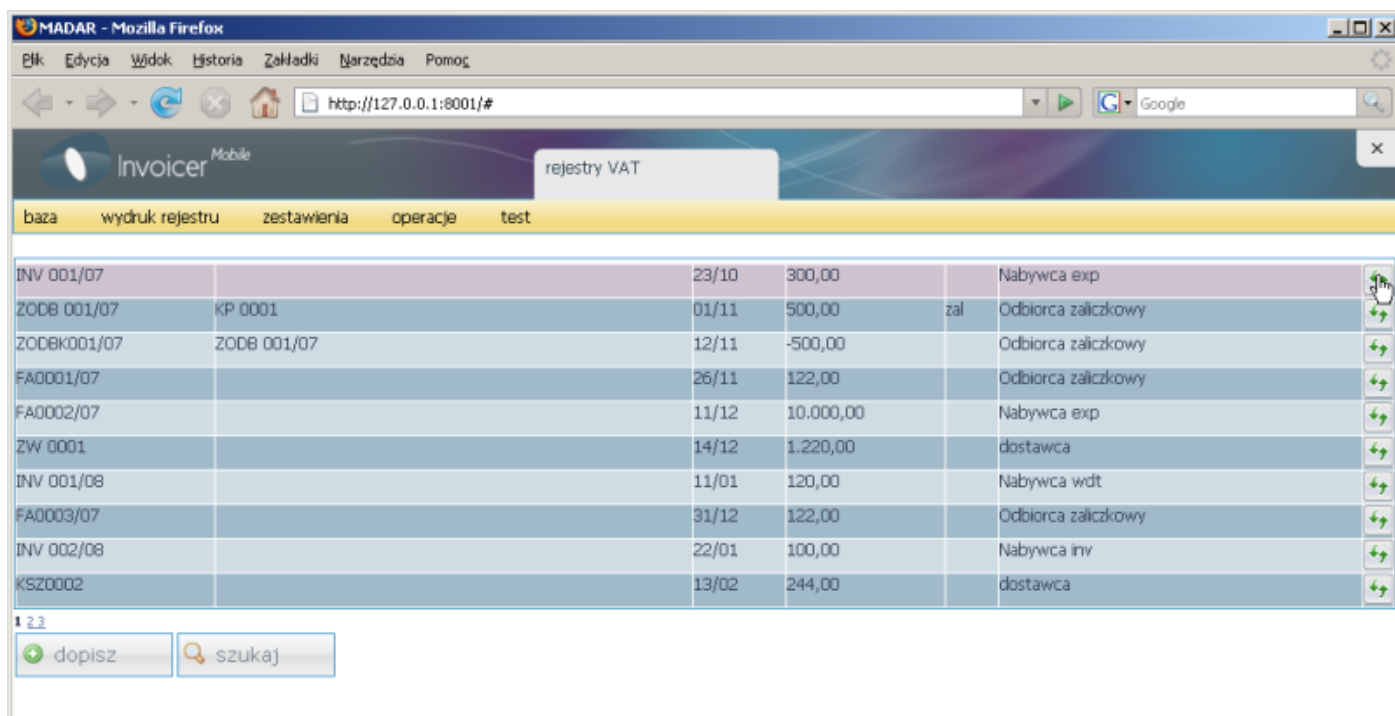 MADAR - Mozilla Firefox
Plik Edycja Widok Historia Zakładki Narzędzia Pomoc
http://127.0.0.1:8001/# G Google
Invoicer Mobile rejestry VAT
baza wydruk rejestru zestawienia operacje test
INV 001/07 23/10 300,00 Nabywca exp
ZODB 001/07 KP 0001 01/11 500,00 zal Odbiorca zaliczkowy
ZODBK001/07 ZODB 001/07 12/11 -500,00 Odbiorca zaliczkowy
FA0001/07 26/11 122,00 Odbiorca zaliczkowy
FA0002/07 11/12 10.000,00 Nabywca exp
ZW 0001 14/12 1.220,00 dostawca
INV 001/08 11/01 120,00 Nabywca wdt
FA0003/07 31/12 122,00 Odbiorca zaliczkowy
INV 002/08 22/01 100,00 Nabywca inv
KSZ0002 13/02 244,00 dostawca
1 2 3
dopisz szukaj